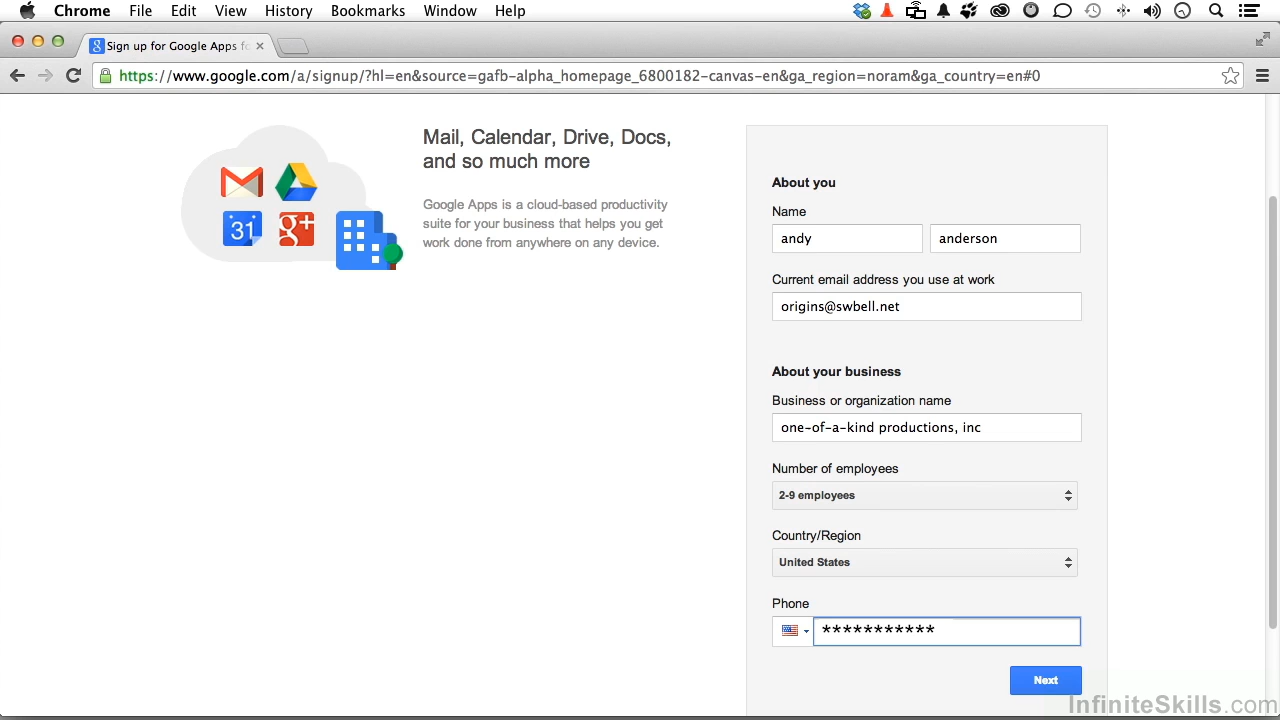 Chrome File Edit View History Bookmarks Window Help
Sign up for Google Apps fo
https://www.google.com/a/signup/?hl=en&source=gafb-alpha_homepage_6800182-canvas-en&ga_region=noram&ga_country=en#0
31
g+
Mail, Calendar, Drive, Docs,
and so much more
Google Apps is a cloud-based productivity
suite for your business that helps you get
work done from anywhere on any device.
About you
Name
andy anderson
Current email address you use at work
origins@swbell.net
About your business
Business or organization name
one-of-a-kind productions, inc
Number of employees
2-9 employees
Country/Region
United States
Phone
***********
Next
InfiniteSkills.com